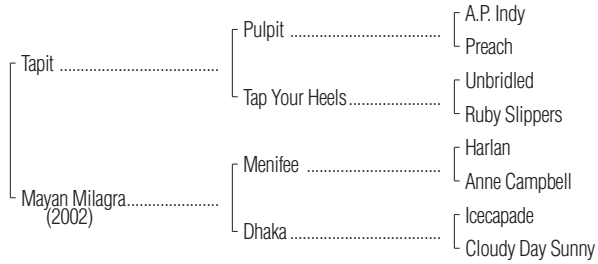 A.P. Indy
Pulpit
Preach
Tapit
Unbridled
Tap Your Heels
Ruby Slippers
Harlan
Menifee
Anne Campbell
Mayan Milagra
(2002)
Icecapade
Dhaka
Cloudy Day Sunny